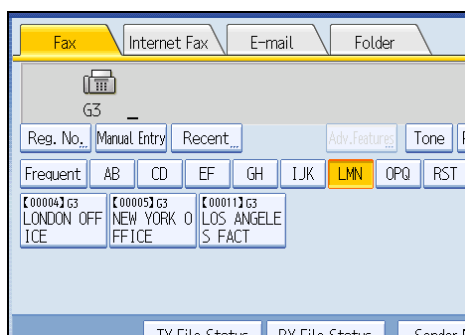 Fax Internet Fax E-mail Folder
G3 _
Reg. No. Manual Entry Recent Adv.Features Tone
Frequent AB CD EF GH IJK LMN OPQ RST
【00004】G3 【00005】G3 【00011】G3
LONDON OFF NEW YORK O LOS ANGELE
ICE FFICE S FACT
TX File Status RX File Status Sender